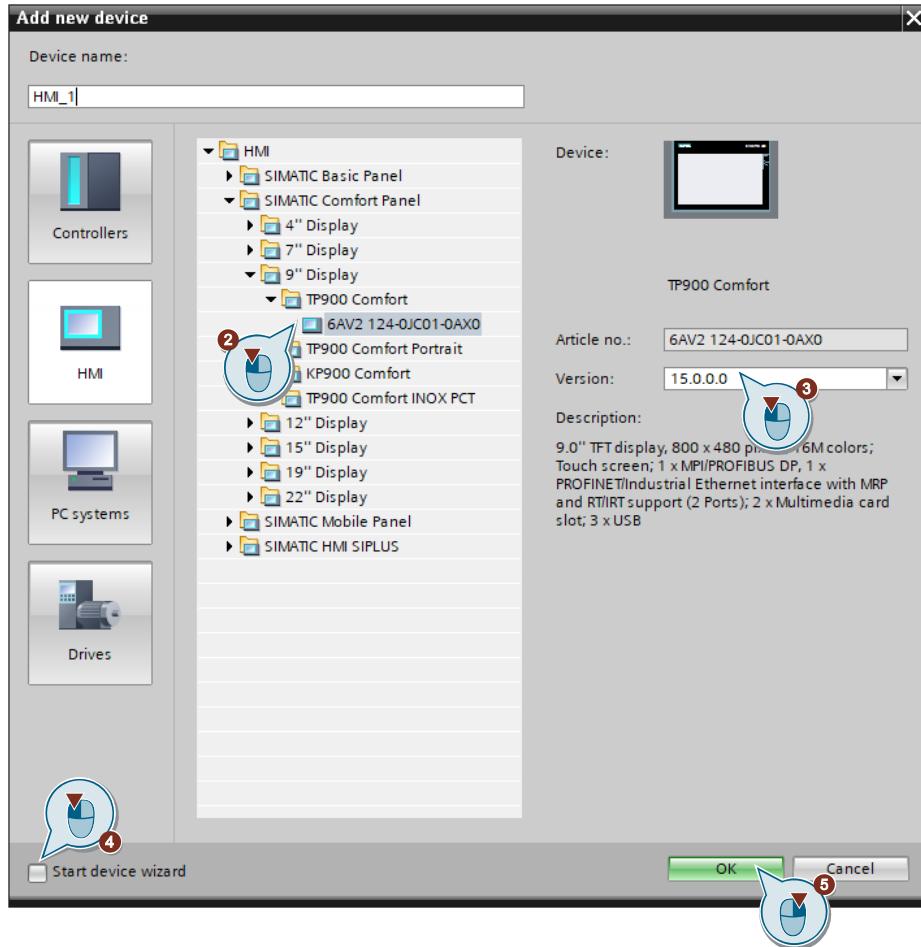 Add new device
Device name:
HMI_1
Controllers
HMI
PC systems
Drives
HMI
SIMATIC Basic Panel
SIMATIC Comfort Panel
4'' Display
7'' Display
9'' Display
TP900 Comfort
6AV2 124-0JC01-0AX0
2
TP900 Comfort Portrait
KP900 Comfort
TP900 Comfort INOX PCT
12'' Display
15'' Display
19'' Display
22'' Display
SIMATIC Mobile Panel
SIMATIC HMI SIPLUS
Device:
TP900 Comfort
Article no.: 6AV2 124-0JC01-0AX0
Version: 15.0.0.0
3
Description:
9.0'' TFT display, 800 x 480 16M colors;
Touch screen; 1 x MPI/PROFIBUS DP, 1 x
PROFINET/Industrial Ethernet interface with MRP
and RT/IRT support (2 Ports); 2 x Multimedia card
slot; 3 x USB
4
Start device wizard
OK
Cancel
5